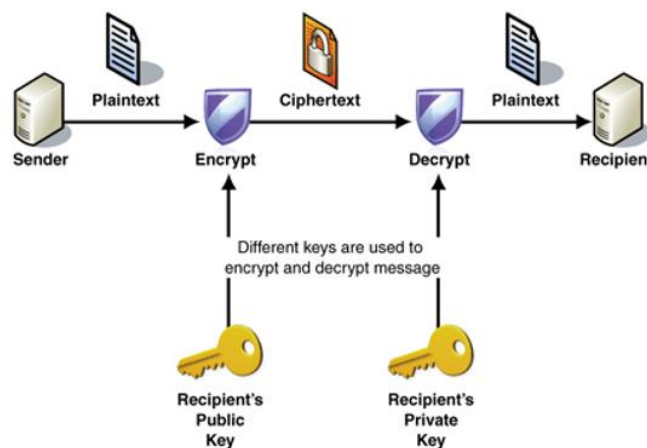 Plaintext
Ciphertext
Plaintext
Sender
Encrypt
Decrypt
Recipien
Different keys are used to
encrypt and decrypt message
Recipient's
Public
Key
Recipient's
Private
Key